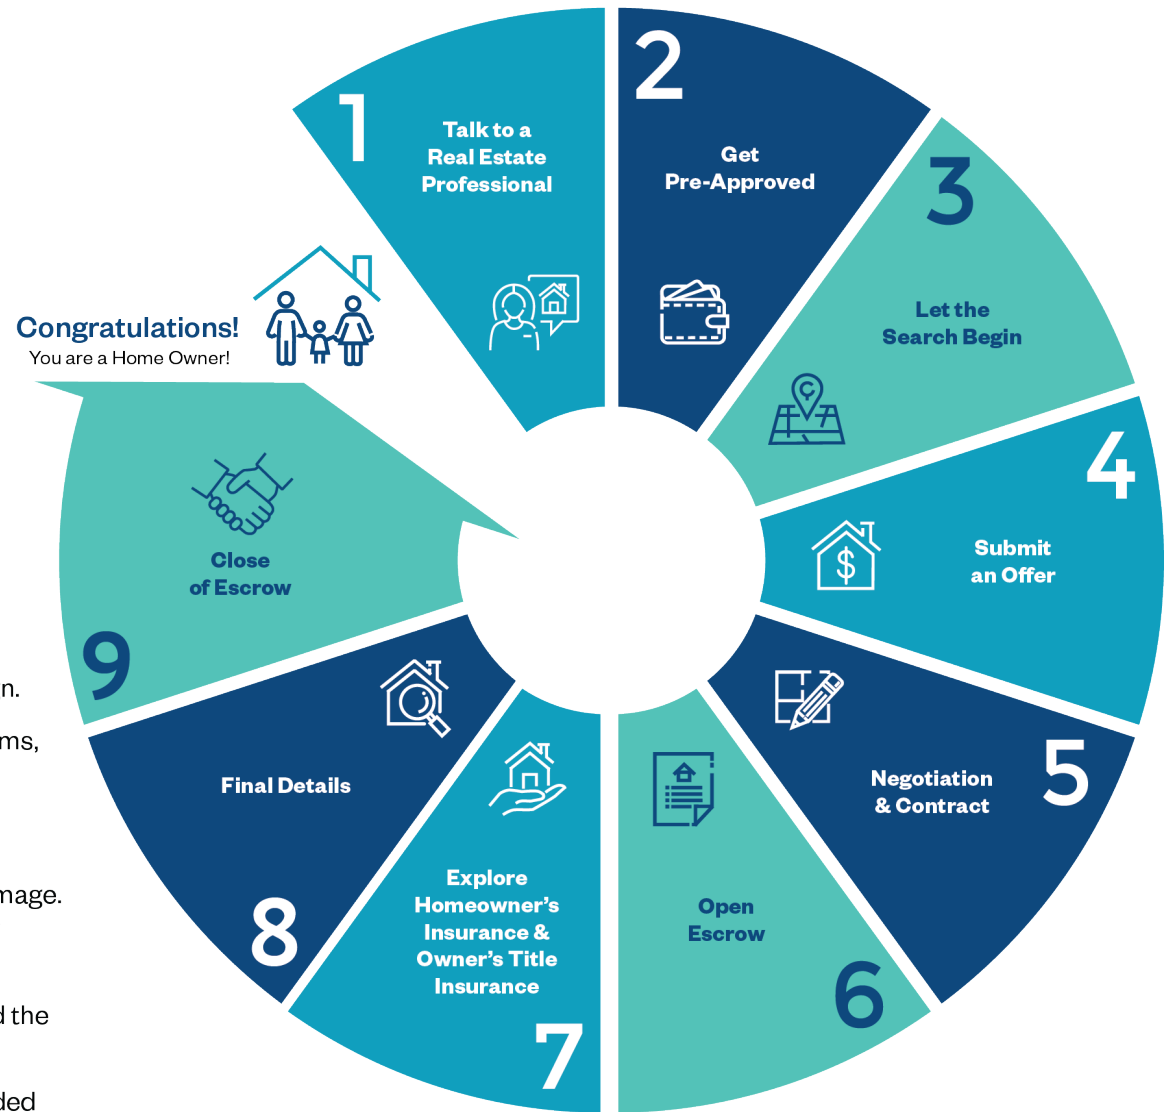 1
Talk to a
Real Estate
Professional
2
Get
Pre-Approved
3
Let the
Search Begin
4
Submit
an Offer
5
Negotiation
& Contract
6
Open
Escrow
7
Explore
Homeowner's
Insurance &
Owner's Title
Insurance
8
Final Details
9
Close
of Escrow
Congratulations!
You are a Home Owner!
n.
ms,
mage.
d the
ded
$